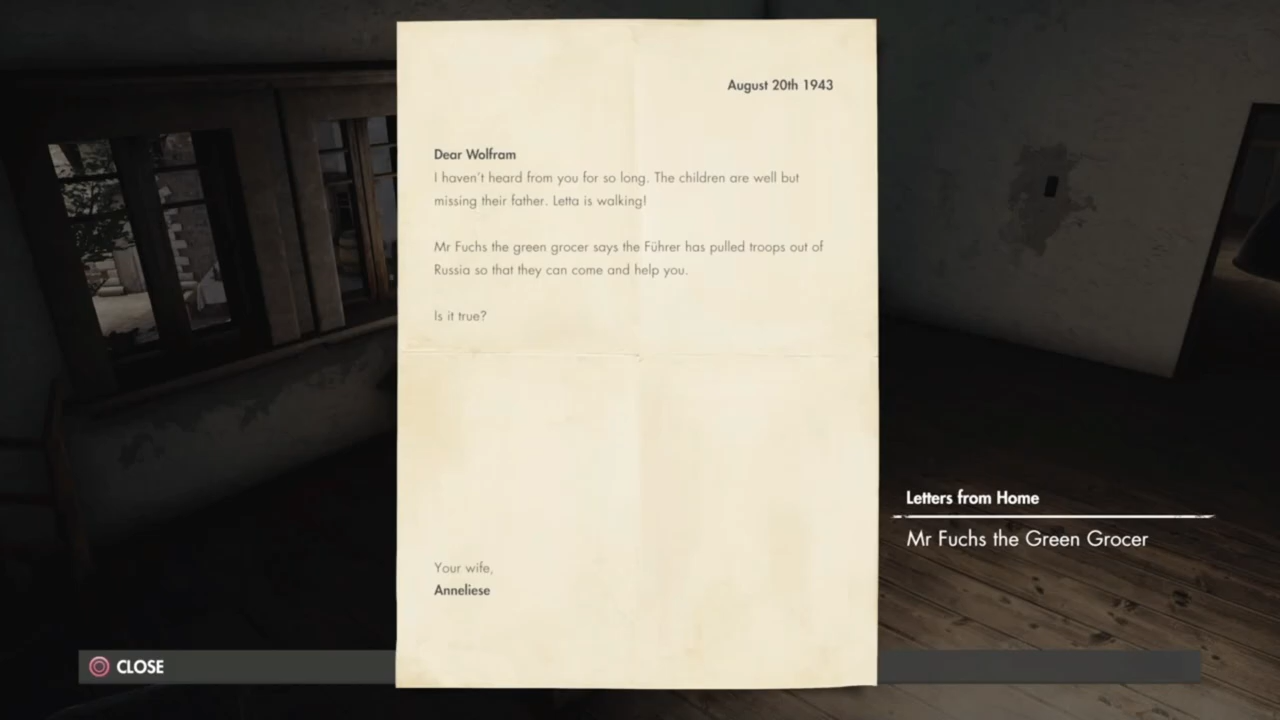 August 20th 1943
Dear Wolfram
I haven't heard from you for so long. The children are well but
missing their father. Letta is walking!
Mr Fuchs the green grocer says the Führer has pulled troops out of
Russia so that they can come and help you.
Is it true?
Your wife,
Anneliese
Letters from Home
Mr Fuchs the Green Grocer
CLOSE